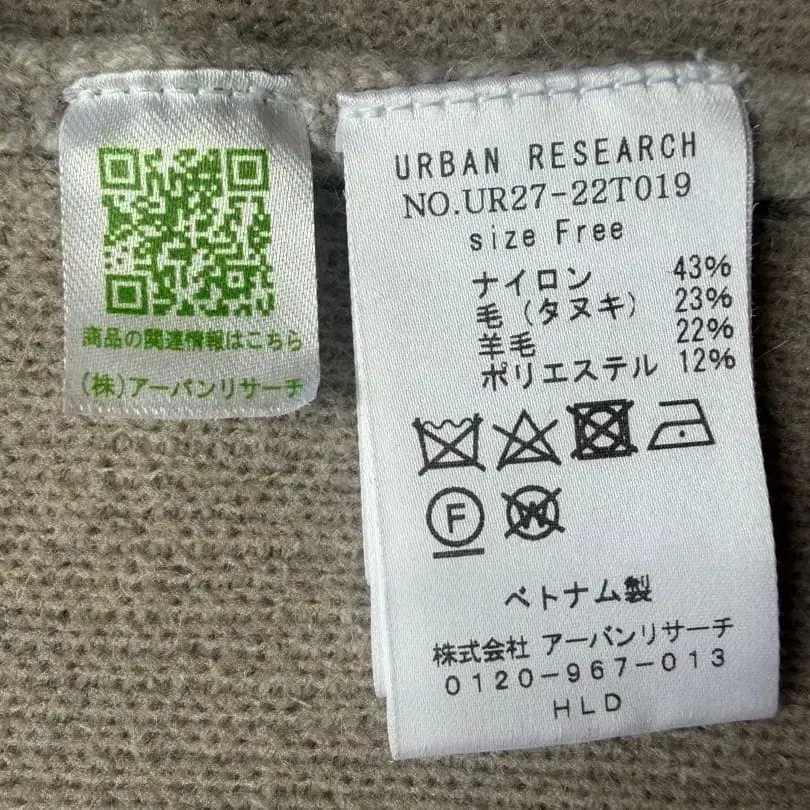 商品の関連情報はこちら
(株)アーバンリサーチ
URBAN RESEARCH
NO.UR27-22T019
size Free
ナイロン 43%
毛(タヌキ) 23%
羊毛 22%
ポリエステル 12%
F W
ベトナム製
株式会社 アーバンリサーチ
0120-967-013
HLD